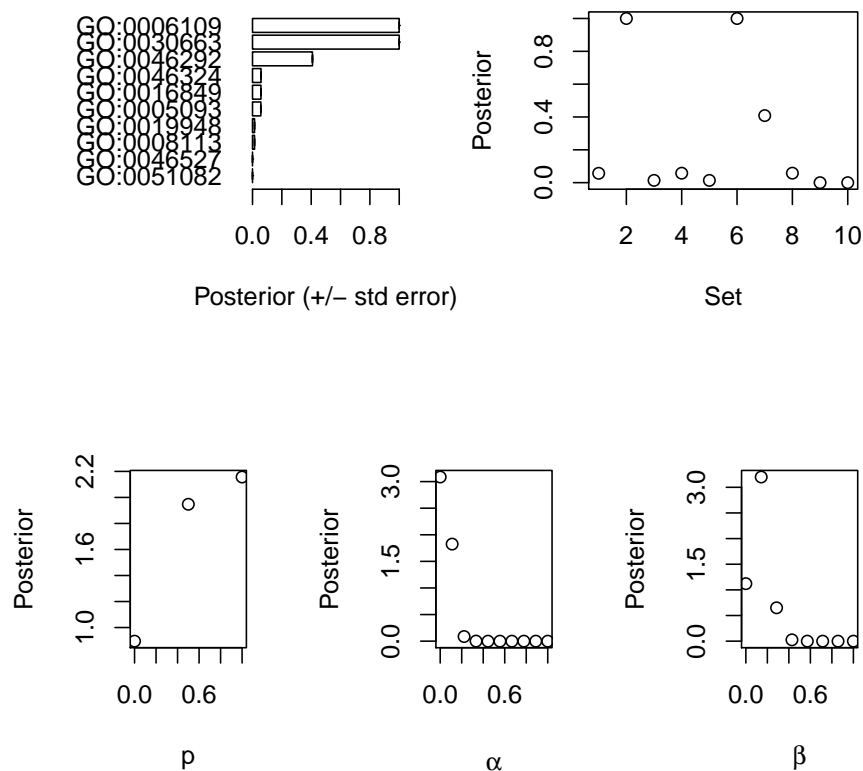 GO:0006109
GO:0030663
GO:0046292
GO:0046324
GO:0016849
GO:0005093
GO:0019948
GO:0008113
GO:0046527
GO:0051082
0.0 0.4 0.8
Posterior (+/− std error)
Posterior
0.0 0.4 0.8
2 4 6 8 10
Set
Posterior
1.0 1.6 2.2
0.0 0.6
p
Posterior
0.0 1.5 3.0
0.0 0.6
α
Posterior
0.0 1.5 3.0
0.0 0.6
β